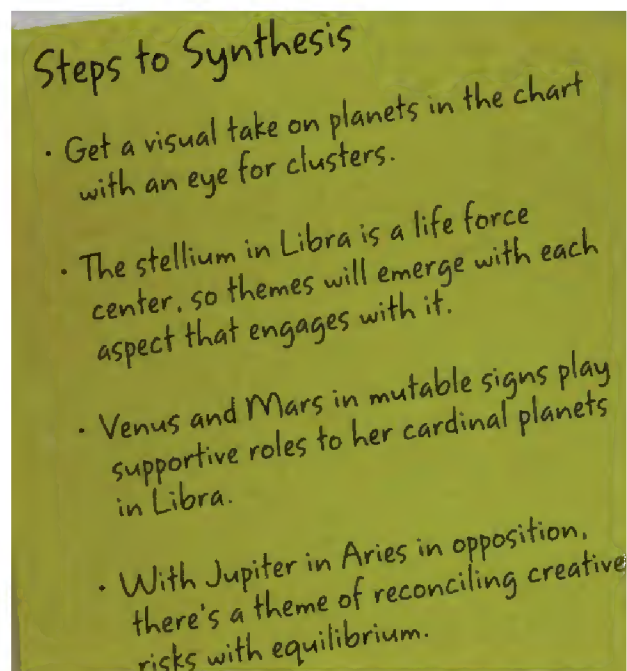 Steps to Synthesis
· Get a visual take on planets in the chart
with an eye for clusters.
· The stellium in Libra is a life force
center, so themes will emerge with each
aspect that engages with it.
· Venus and Mars in mutable signs play
supportive roles to her cardinal planets
in Libra.
· With Jupiter in Aries in opposition,
there's a theme of reconciling creative
risks with equilibrium.